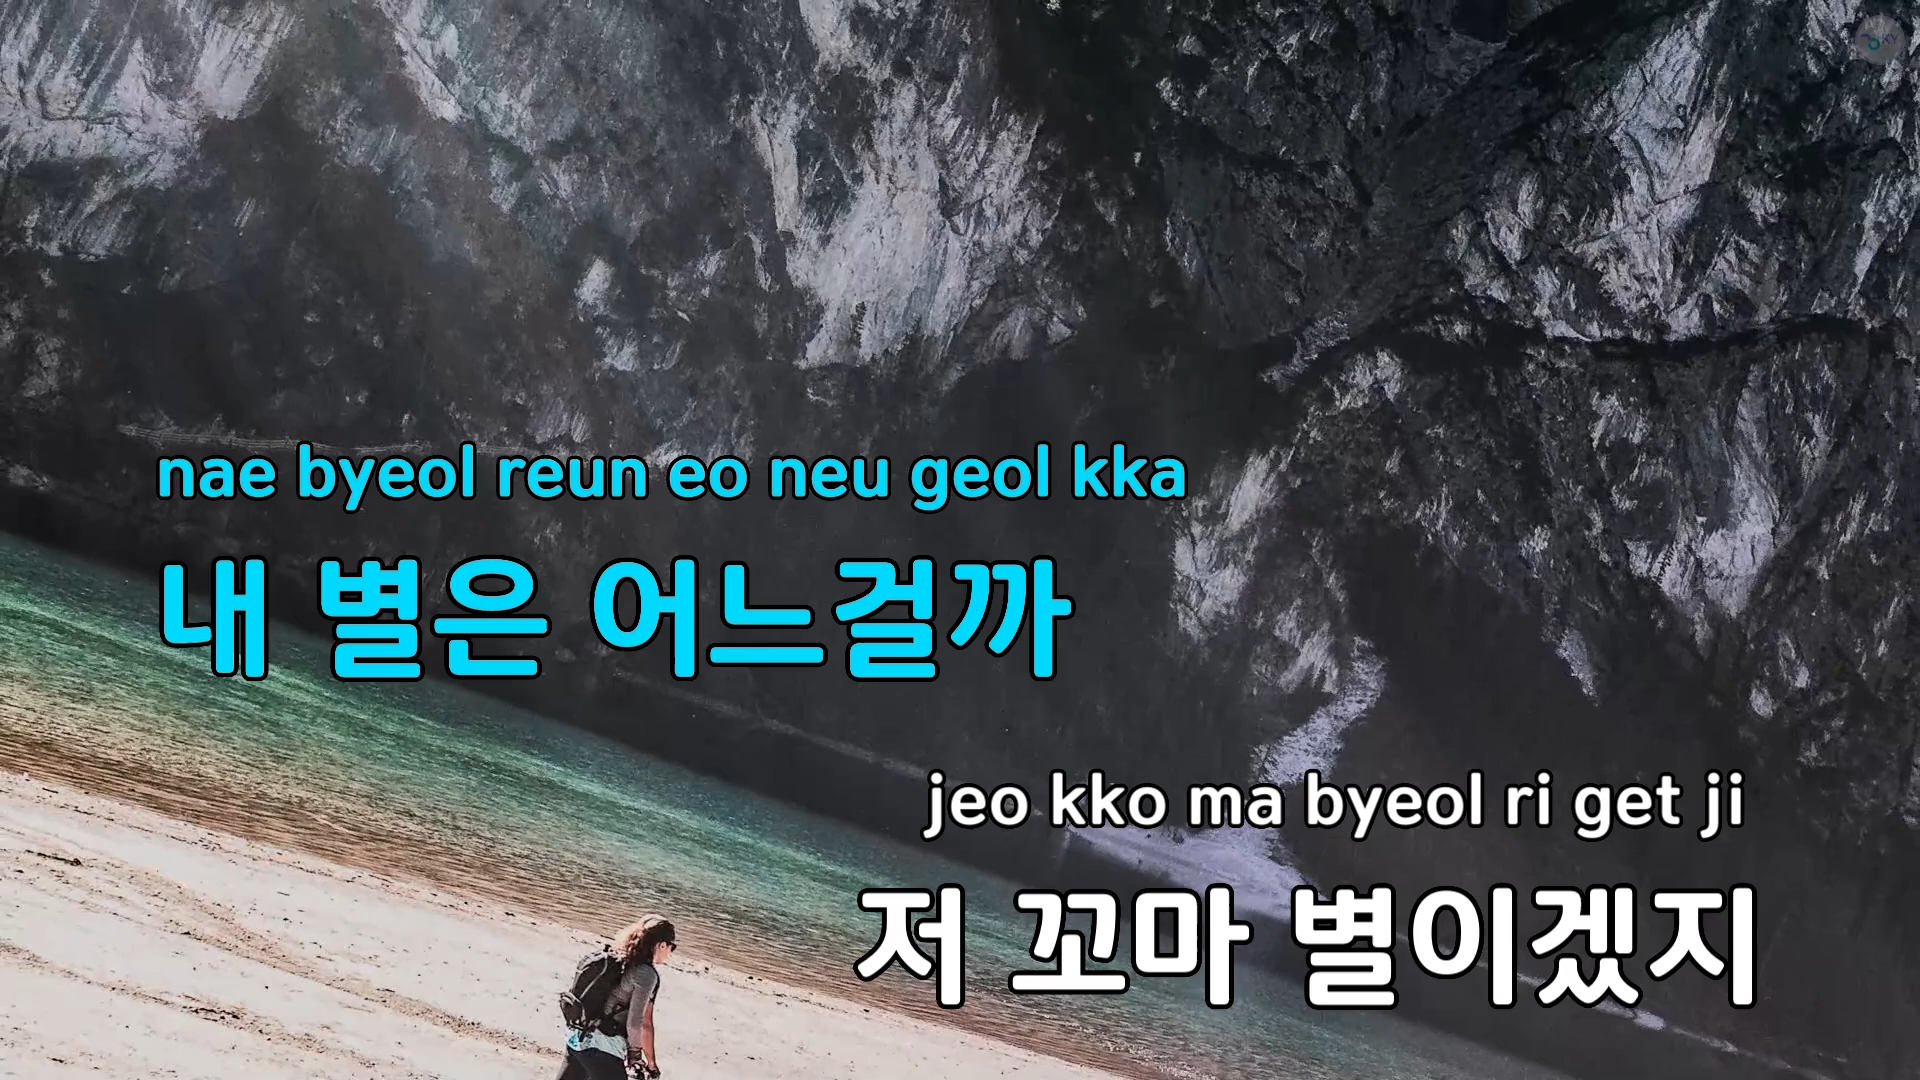 nae byeol reun eo neu geol kka
내 별은 어느걸까
jeo kko ma byeol ri get ji
저 꼬마 별이겠지